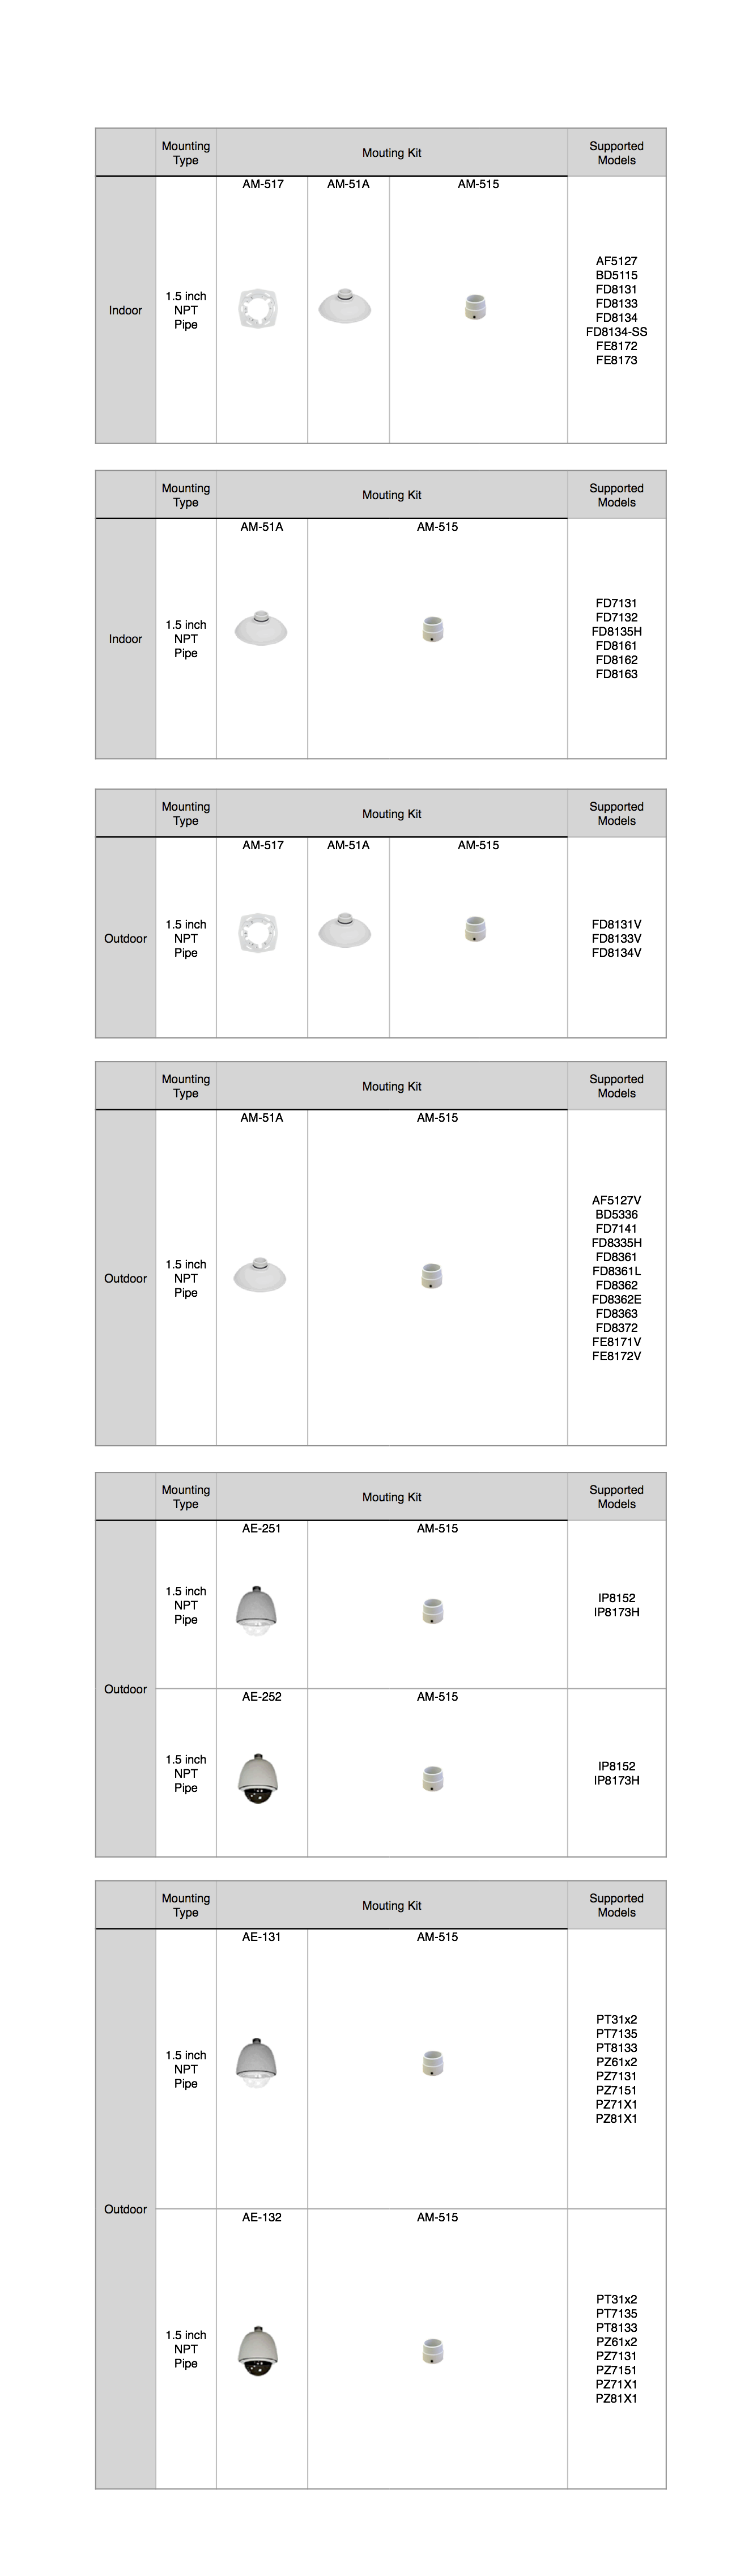 Mounting
Type
Mouting Kit
Supported
Models
AM-517
AM-51A
AM-515
Indoor
1.5 inch
NPT
Pipe
AF5127
BD5115
FD8131
FD8133
FD8134
FD8134-SS
FE8172
FE8173
Mounting
Type
Mouting Kit
Supported
Models
AM-51A
AM-515
Indoor
1.5 inch
NPT
Pipe
FD7131
FD7132
FD8135H
FD8161
FD8162
FD8163
Mounting
Type
Mouting Kit
Supported
Models
AM-517
AM-51A
AM-515
Outdoor
1.5 inch
NPT
Pipe
FD8131V
FD8133V
FD8134V
Mounting
Type
Mouting Kit
Supported
Models
AM-51A
AM-515
Outdoor
1.5 inch
NPT
Pipe
AF5127V
BD5336
FD7141
FD8335H
FD8361
FD8361L
FD8362
FD8362E
FD8363
FD8372
FE8171V
FE8172V
Mounting
Type
Mouting Kit
Supported
Models
Outdoor
AE-251
AM-515
1.5 inch
NPT
Pipe
IP8152
IP8173H
AE-252
AM-515
1.5 inch
NPT
Pipe
IP8152
IP8173H
Mounting
Type
Mouting Kit
Supported
Models
Outdoor
AE-131
AM-515
1.5 inch
NPT
Pipe
PT31x2
PT7135
PT8133
PZ61x2
PZ7131
PZ7151
PZ71X1
PZ81X1
AE-132
AM-515
1.5 inch
NPT
Pipe
PT31x2
PT7135
PT8133
PZ61x2
PZ7131
PZ7151
PZ71X1
PZ81X1